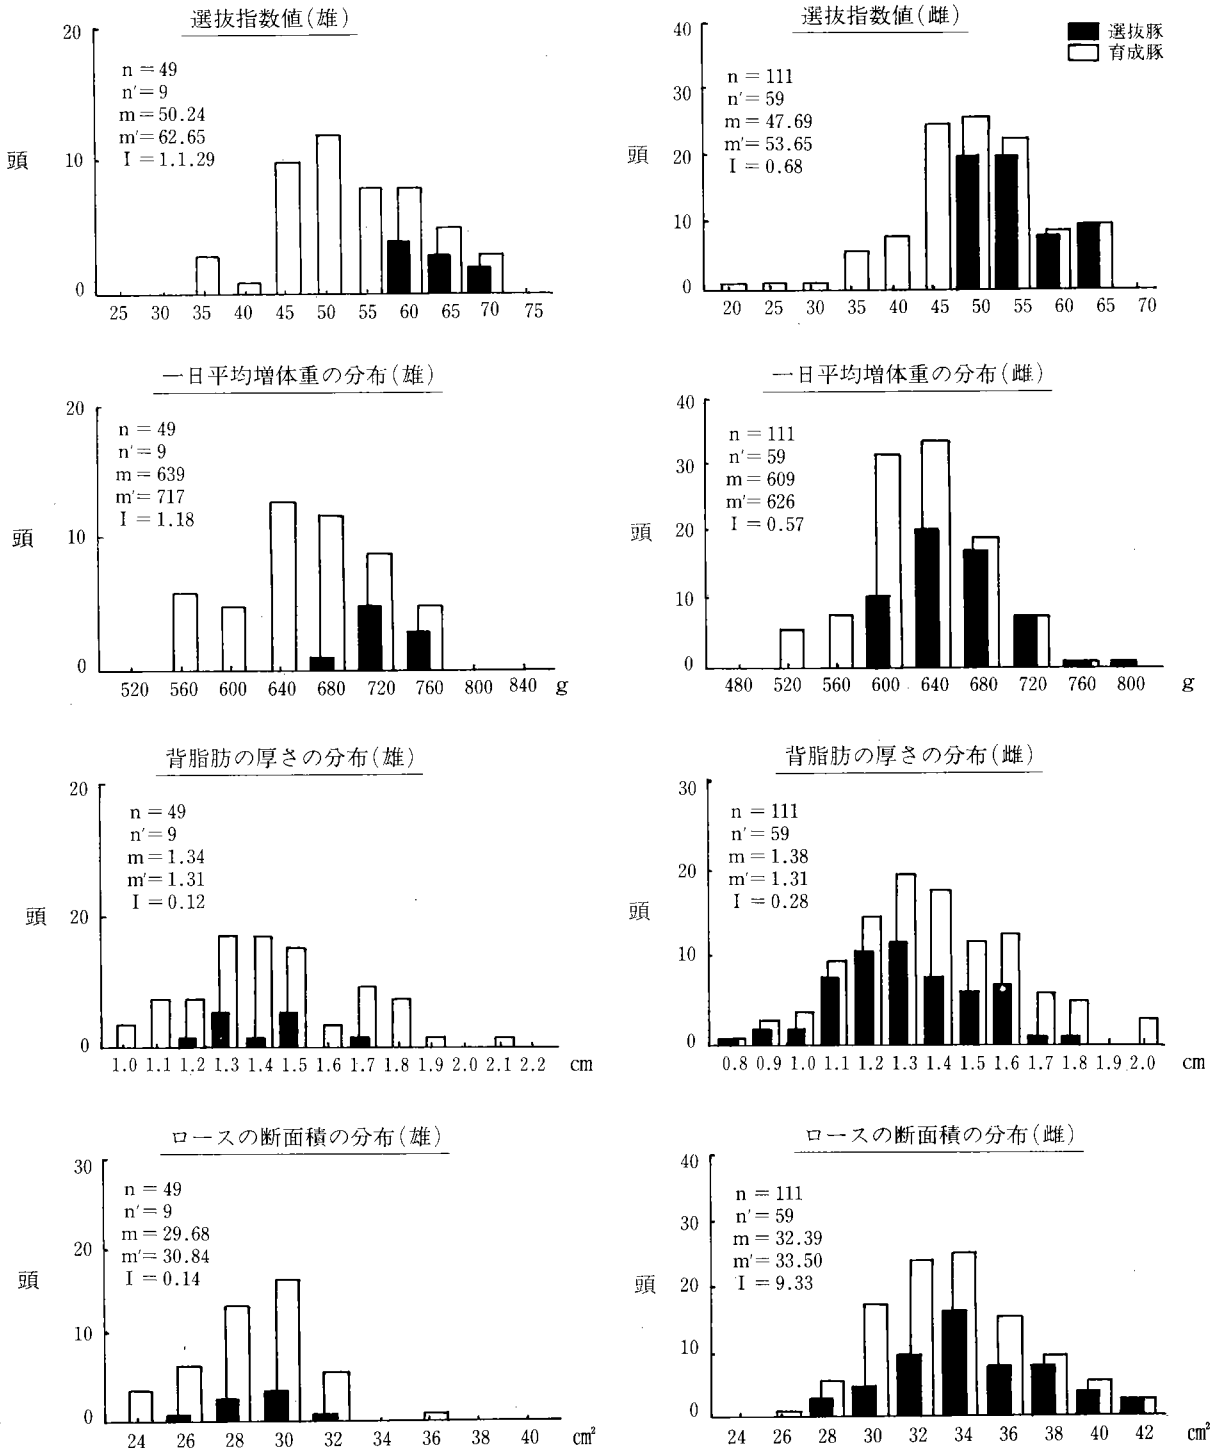 選抜指数値(雄)
20
10
0
頭
n = 49
n′= 9
m = 50.24
m′= 62.65
I = 1.1.29
25 30 35 40 45 50 55 60 65 70 75
選抜指数値(雌)
選抜豚
育成豚
40
30
20
10
0
頭
n = 111
n′= 59
m = 47.69
m′= 53.65
I = 0.68
20 25 30 35 40 45 50 55 60 65 70
一日平均増体重の分布(雄)
20
10
0
頭
n = 49
n′= 9
m = 639
m′= 717
I = 1.18
520 560 600 640 680 720 760 800 840 g
一日平均増体重の分布(雌)
40
30
20
10
0
頭
n = 111
n′= 59
m = 609
m′= 626
I = 0.57
480 520 560 600 640 680 720 760 800 g
背脂肪の厚さの分布(雄)
20
20
0
頭
n = 49
n′= 9
m = 1.34
m′= 1.31
I = 0.12
1.0 1.1 1.2 1.3 1.4 1.5 1.6 1.7 1.8 1.9 2.0 2.1 2.2 cm
背脂肪の厚さの分布(雌)
30
20
10
0
頭
n = 111
n′= 59
m = 1.38
m′= 1.31
I = 0.28
0.8 0.9 1.0 1.1 1.2 1.3 1.4 1.5 1.6 1.7 1.8 1.9 2.0 cm
ロースの断面積の分布(雄)
30
20
10
0
頭
n = 49
n′= 9
m = 29.68
m′= 30.84
I = 0.14
24 26 28 30 32 34 36 38 40 cm²
ロースの断面積の分布(雌)
40
30
20
10
0
頭
n = 111
n′= 59
m = 32.39
m′= 33.50
I = 9.33
24 26 28 30 32 34 36 38 40 42 cm²